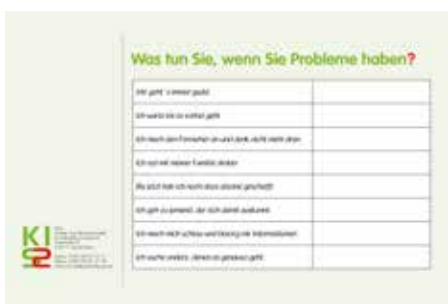 Was tun Sie, wenn Sie Probleme haben?
Mir geht's immer gut
Ich warte bis es vorbei geht
Ich mach den Fernseher an und denk nicht mehr dran
Ich red mit meiner Familie darüber
Bis jetzt hab ich noch alles alleine geschafft
Ich geh zu jemand, der sich damit auskennt
Ich mach mich schlau und besorg mir Informationen
Ich suche andere, denen es genauso geht
KISS